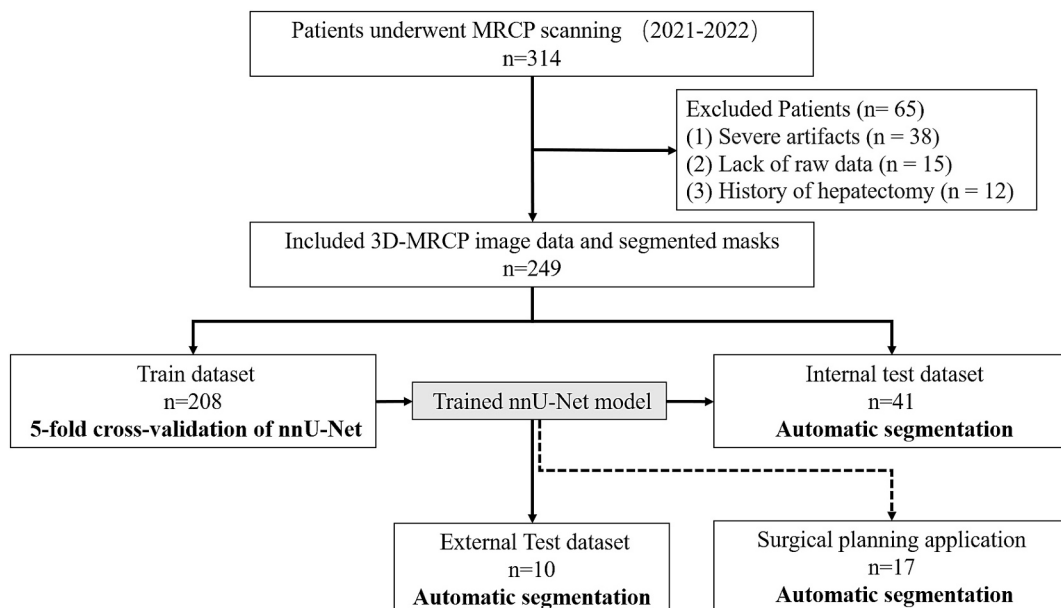 Patients underwent MRCP scanning （2021-2022）
n=314
Excluded Patients (n= 65)
(1) Severe artifacts (n = 38)
(2) Lack of raw data (n = 15)
(3) History of hepatectomy (n = 12)
Included 3D-MRCP image data and segmented masks
n=249
Train dataset
n=208
5-fold cross-validation of nnU-Net
Trained nnU-Net model
Internal test dataset
n=41
Automatic segmentation
External Test dataset
n=10
Automatic segmentation
Surgical planning application
n=17
Automatic segmentation